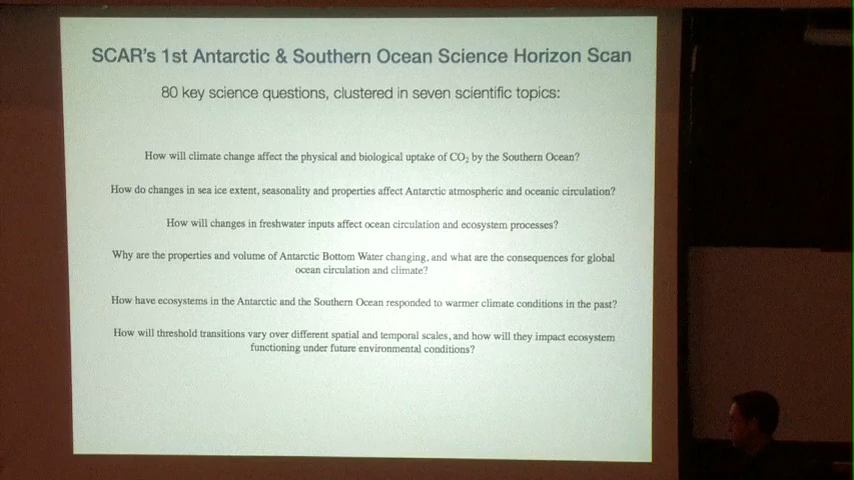 SCAR's 1st Antarctic & Southern Ocean Science Horizon Scan
80 key science questions, clustered in seven scientific topics:
How will climate change affect the physical and biological uptake of CO₂ by the Southern Ocean?
How do changes in sea ice extent, seasonality and properties affect Antarctic atmospheric and oceanic circulation?
How will changes in freshwater inputs affect ocean circulation and ecosystem processes?
Why are the properties and volume of Antarctic Bottom Water changing, and what are the consequences for global
ocean circulation and climate?
How have ecosystems in the Antarctic and the Southern Ocean responded to warmer climate conditions in the past?
How will threshold transitions vary over different spatial and temporal scales, and how will they impact ecosystem
functioning under future environmental conditions?